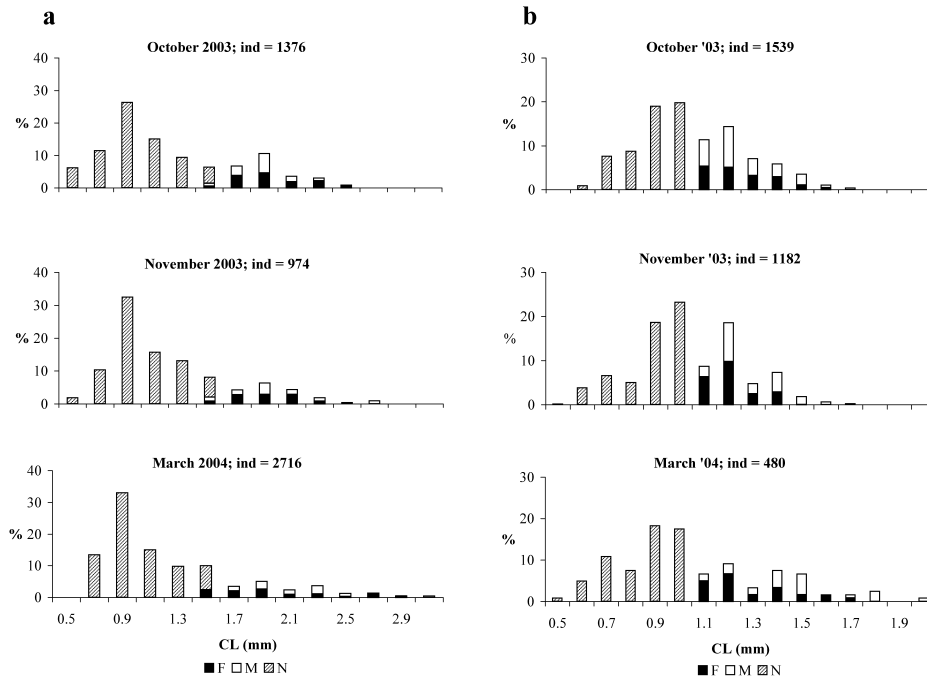 a
October 2003; ind = 1376
40
30
%
20
10
0
November 2003; ind = 974
40
30
%
20
10
0
March 2004; ind = 2716
40
30
%
20
10
0
0.5 0.9 1.3 1.7 2.1 2.5 2.9
CL (mm)
F M N
b
October '03; ind = 1539
30
20
%
10
0
November '03; ind = 1182
30
20
%
10
0
March '04; ind = 480
30
20
%
10
0
0.5 0.7 0.9 1.1 1.3 1.5 1.7 1.9
CL (mm)
F M N